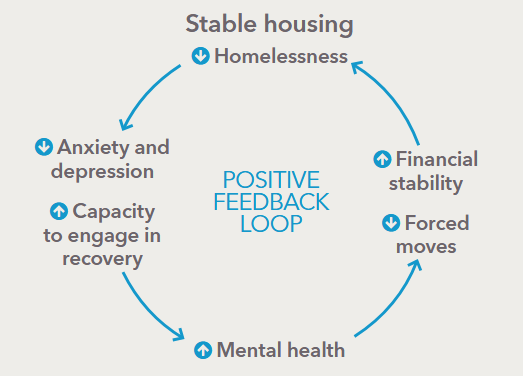 Stable housing
Homelessness
Anxiety and
depression
Capacity
to engage in
recovery
POSITIVE
FEEDBACK
LOOP
Financial
stability
Forced
moves
Mental health